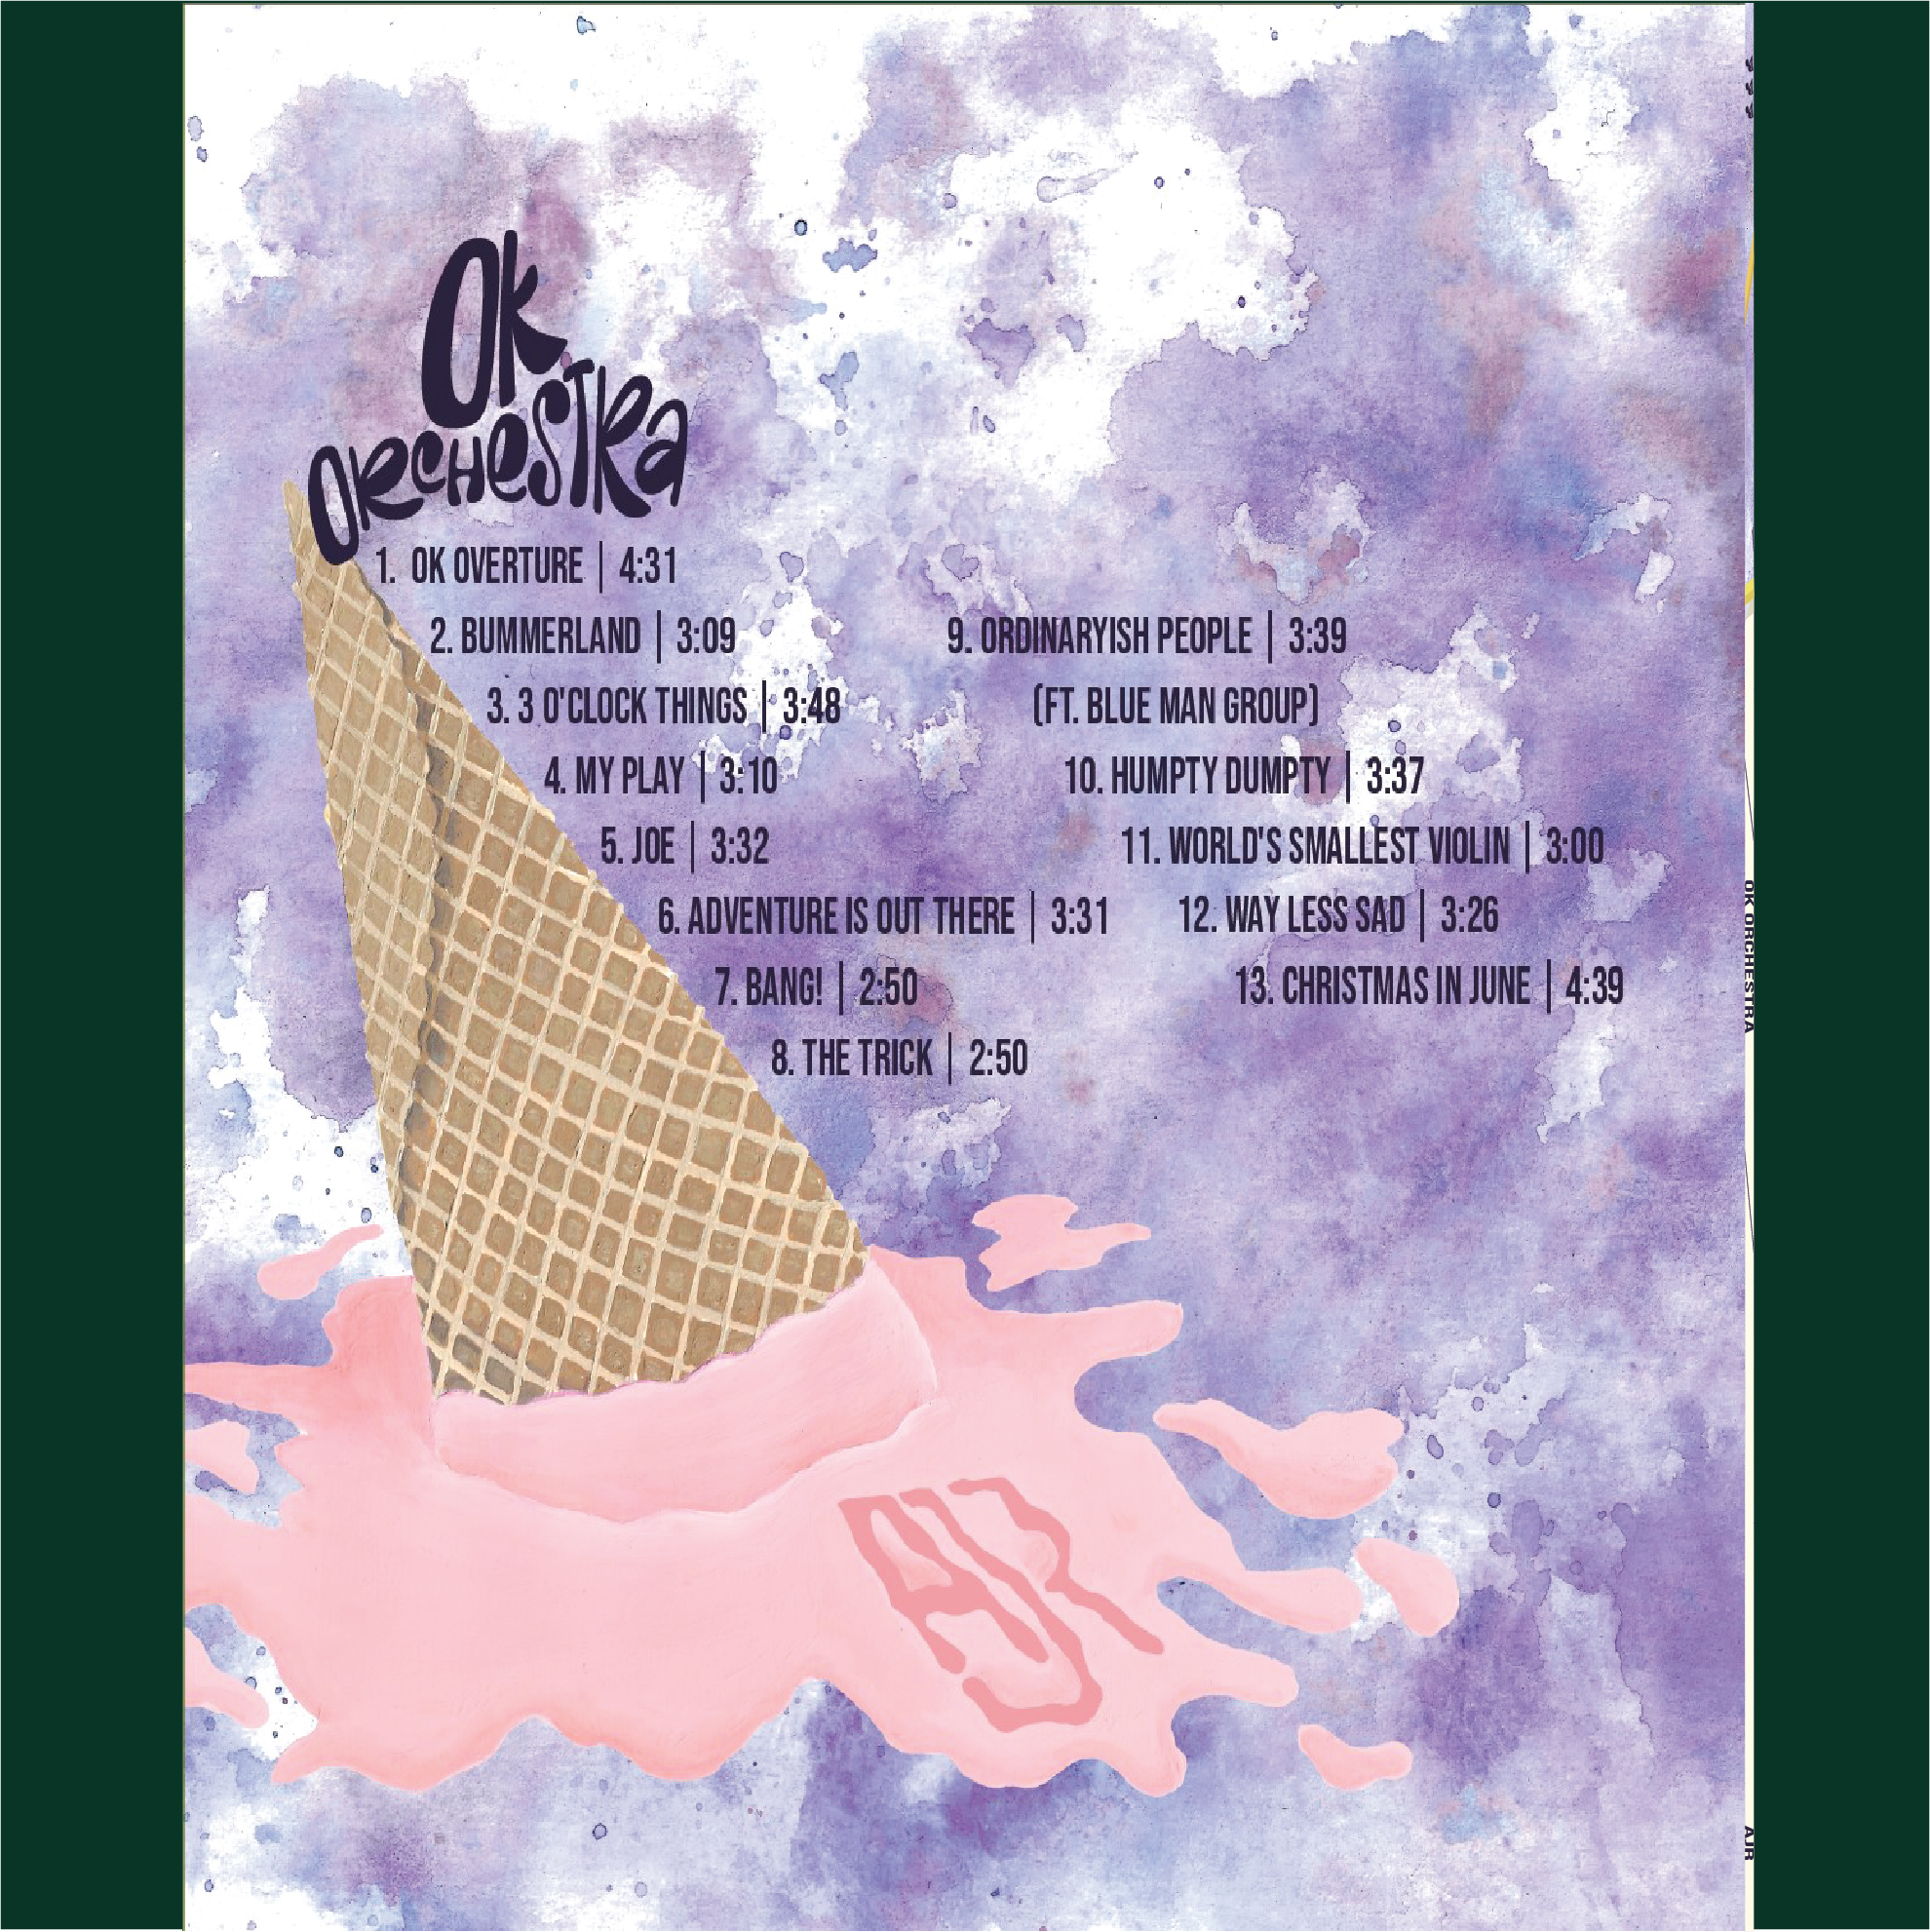 OK
ORCHESTRA
1. OK OVERTURE | 4:31
2. BUMMERLAND | 3:09
3. 3 O'CLOCK THINGS | 3:48
4. MY PLAY | 3:10
5. JOE | 3:32
6. ADVENTURE IS OUT THERE | 3:31
7. BANG! | 2:50
8. THE TRICK | 2:50
9. ORDINARYISH PEOPLE | 3:39
(FT. BLUE MAN GROUP)
10. HUMPTY DUMPTY | 3:37
11. WORLD'S SMALLEST VIOLIN | 3:00
12. WAY LESS SAD | 3:26
13. CHRISTMAS IN JUNE | 4:39
AJR
OK ORCHESTRA
AJR